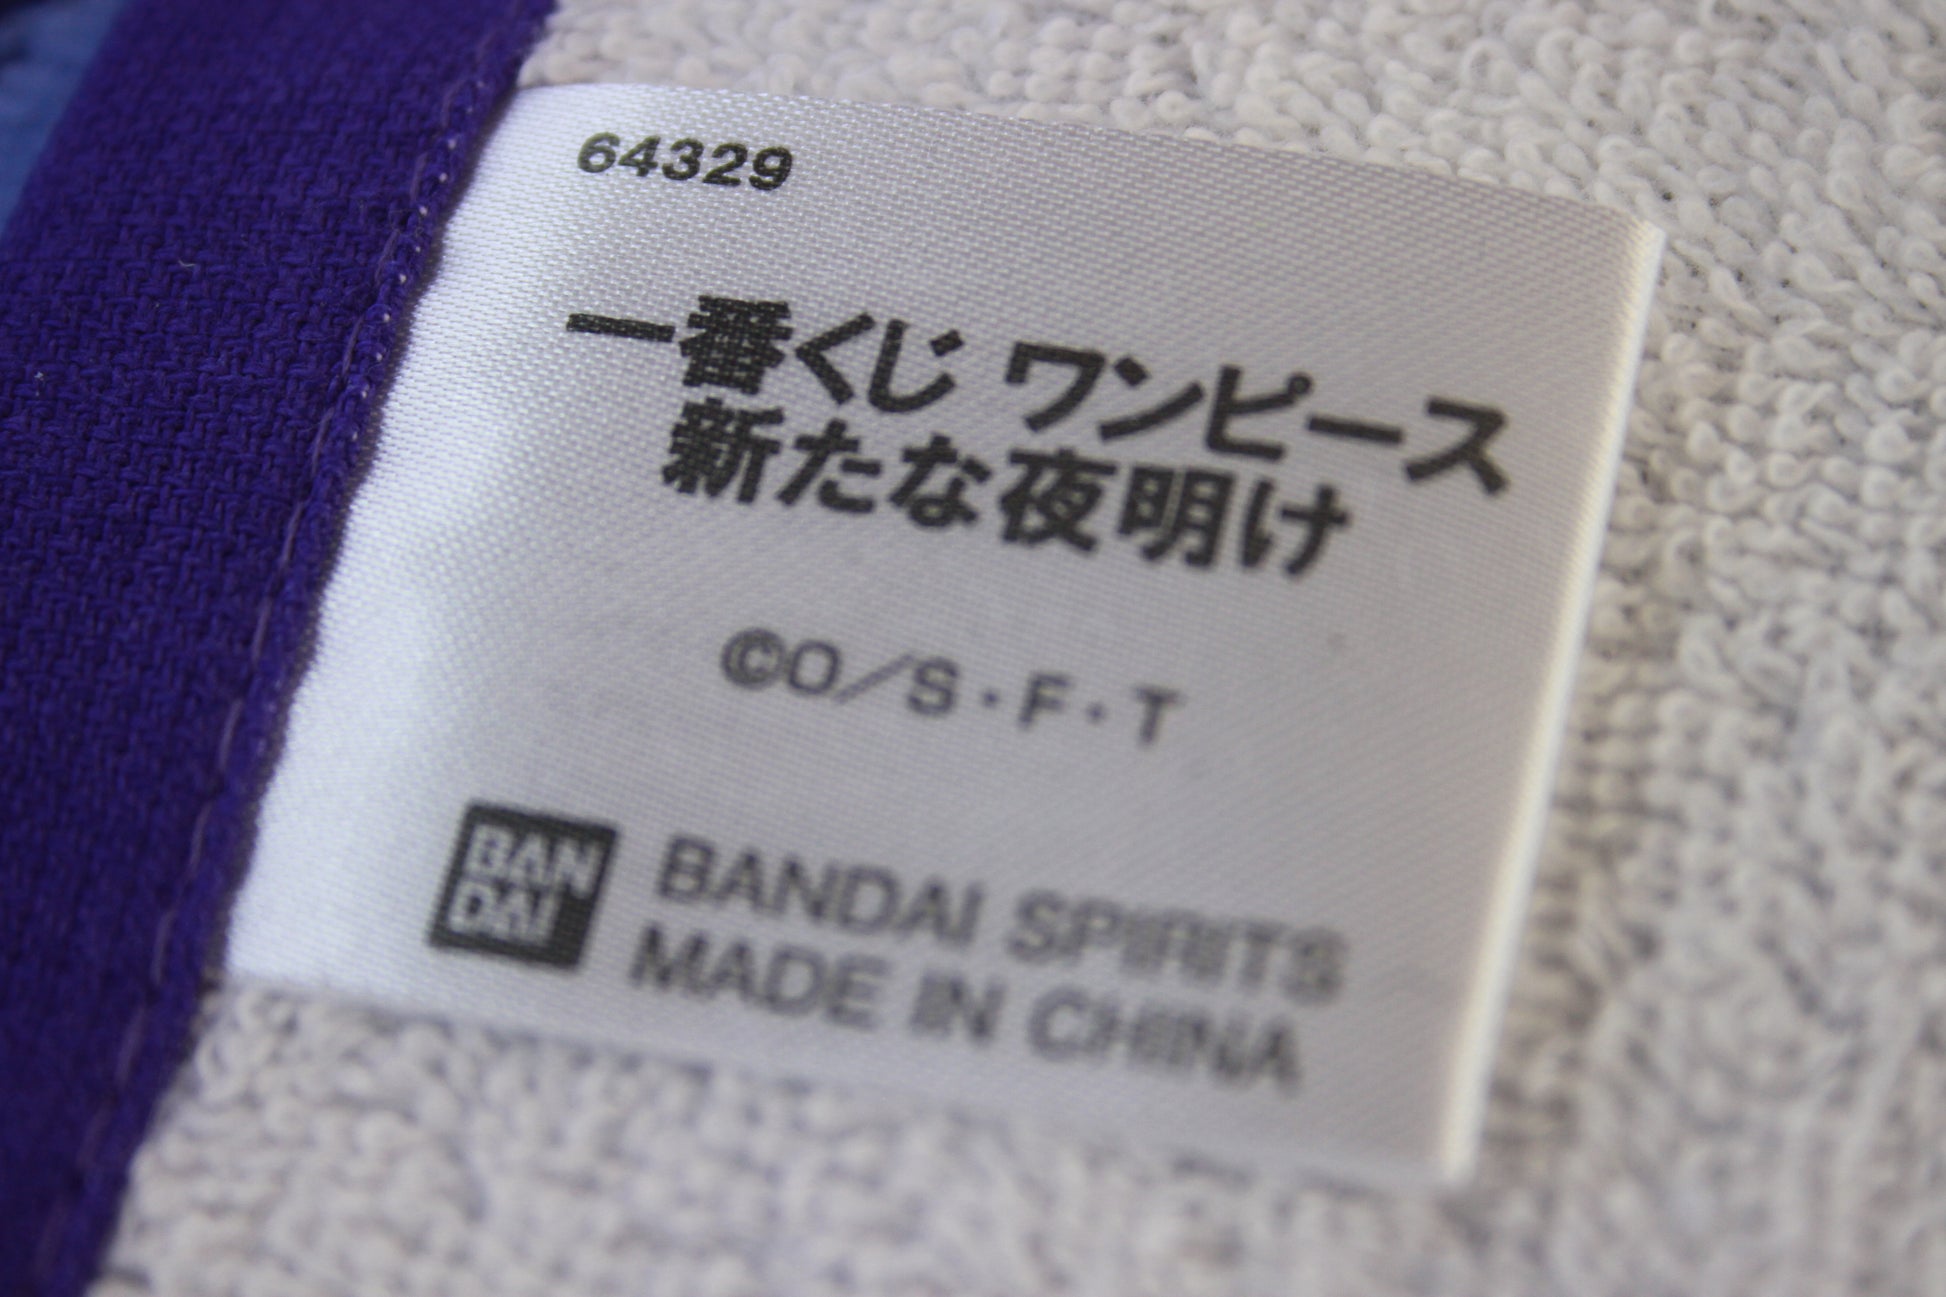 64329
一番くじ ワンピース
新たな夜明け
©O/S・F・T
BAN
DAI
BANDAI SPIRITS
MADE IN CHINA